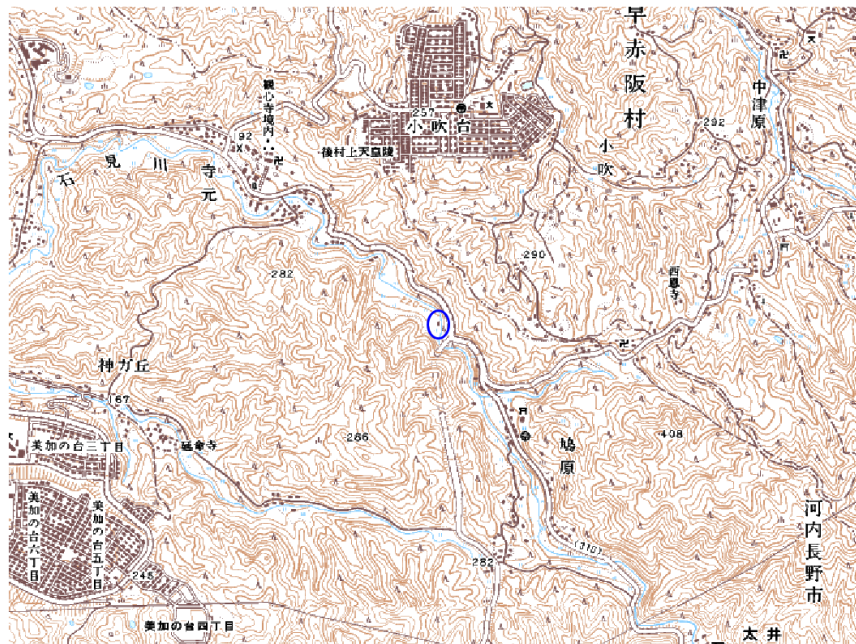 早赤阪村
中津原
292
小吹
257
小吹台
観心寺境内
92
後村上天皇陵
石見川
寺元
282
290
西恩寺
神ガ丘
167
延命寺
美加の台三丁目
286
408
鳩原
美加の台六丁目
美加の台五丁目
河内長野市
(310)
282
245
美加の台四丁目
太井